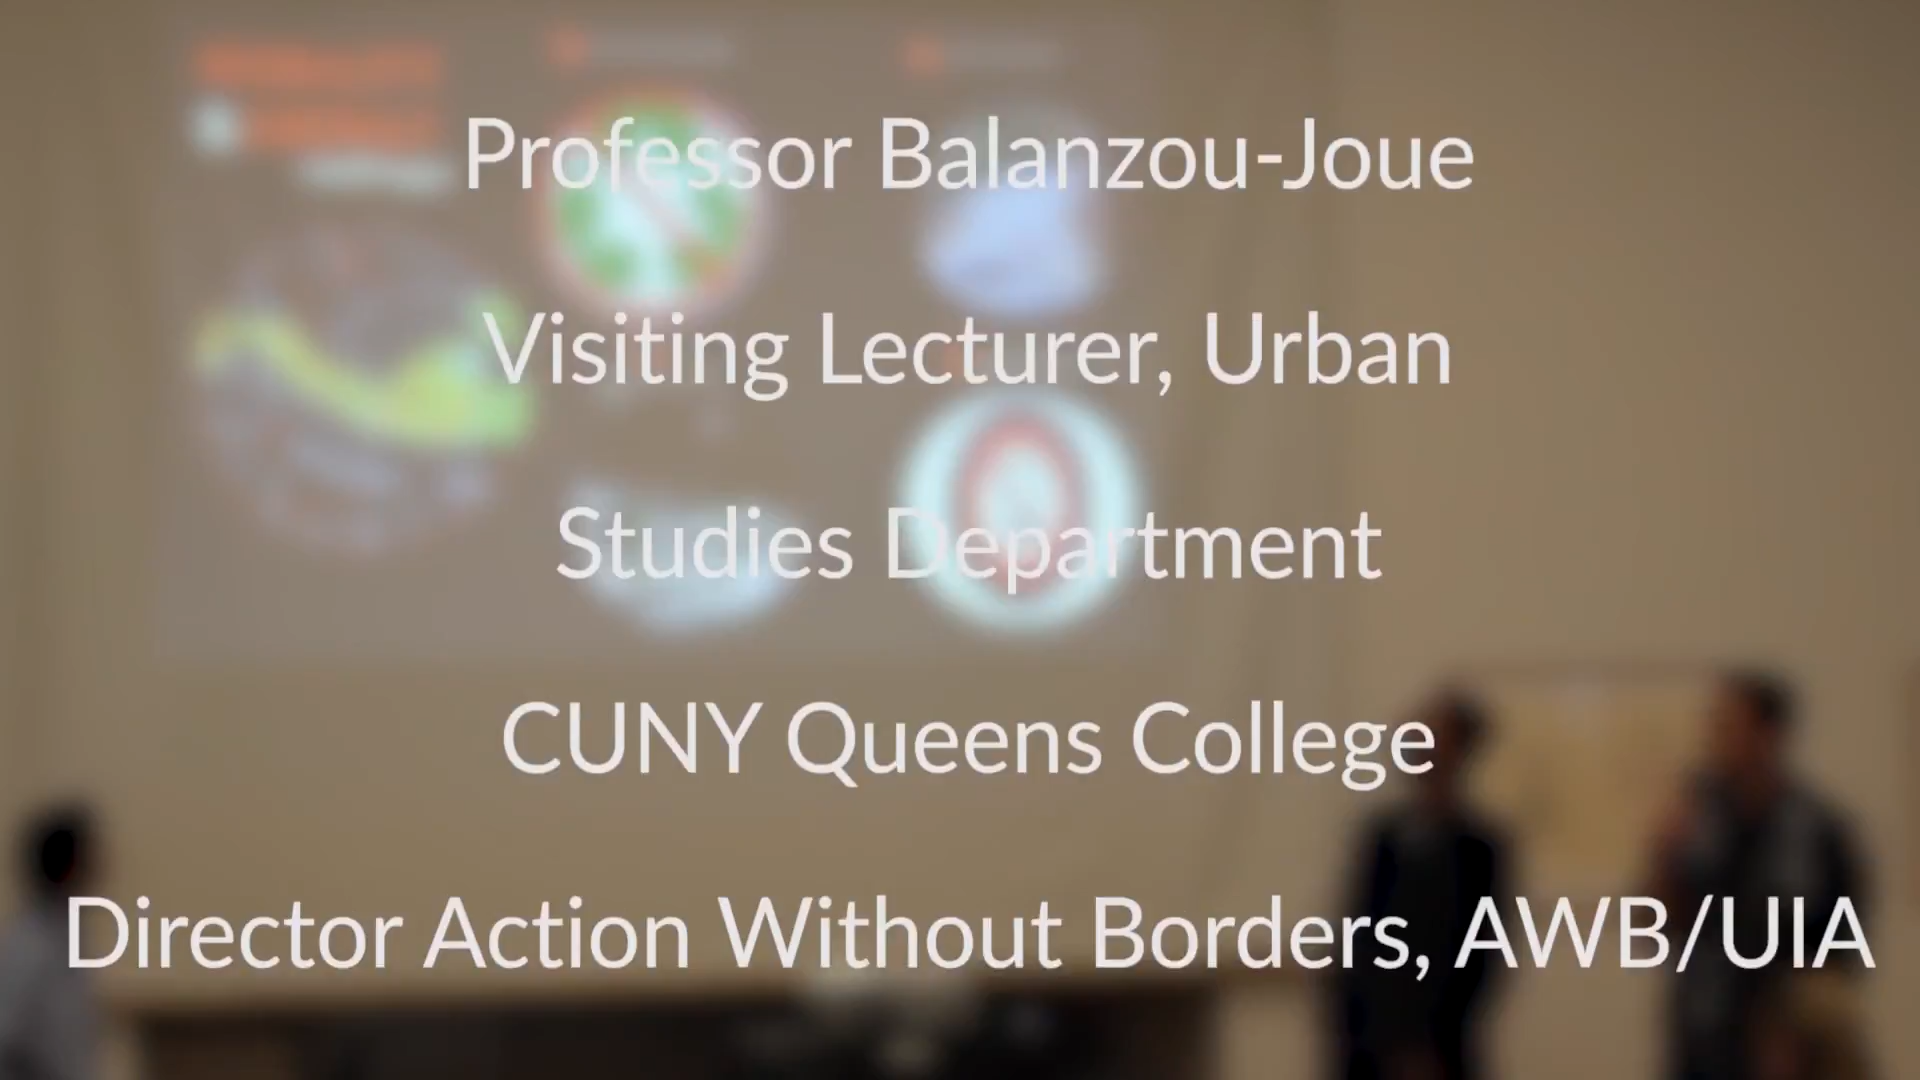 Professor Balanzou-Joue
Visiting Lecturer, Urban
Studies Department
CUNY Queens College
Director Action Without Borders, AWB/UIA